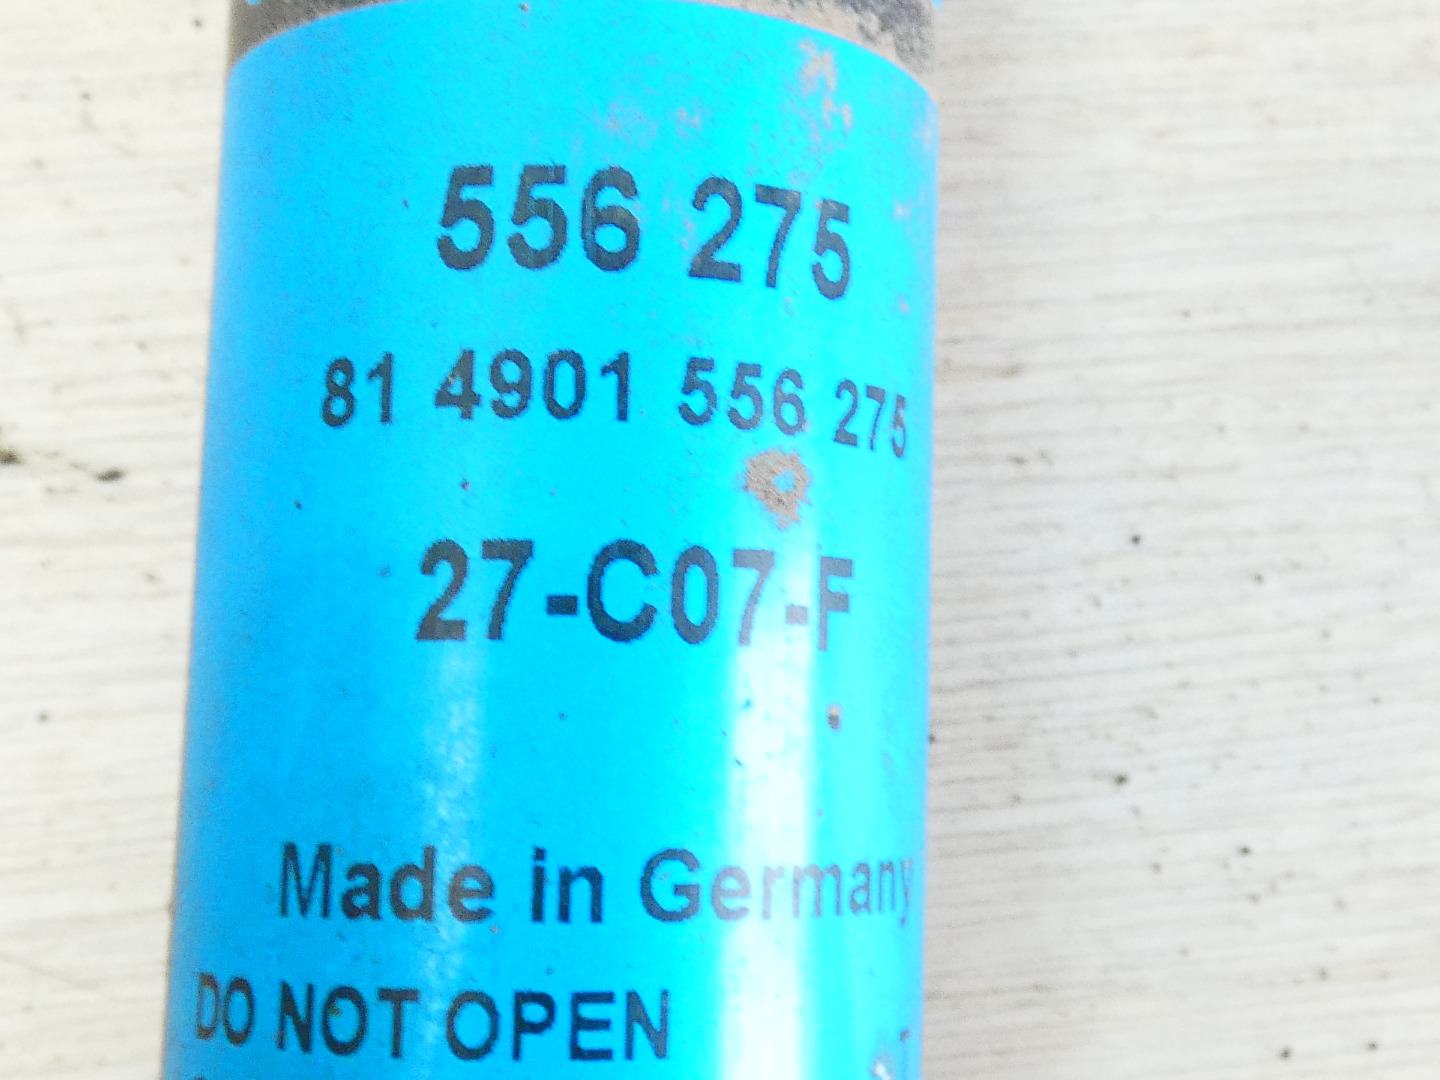 556 275
81 4901 556 275
27-C07-F
Made in Germany
DO NOT OPEN